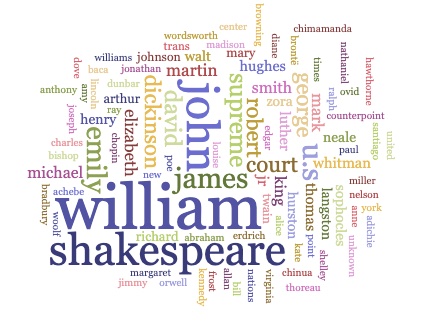 browning
center
chimamanda
wordsworth
trans
madison
diane
brontë
times
nathaniel
hawthorne
williams
johnson
walt
mary
dove
baca
jonathan
martin
hughes
ralph
ovid
amy
lincoln
dunbar
anthony
arthur
ray
smith
george
mark
counterpoint
david
john
supreme
zora
luther
henry
chopin
elizabeth
dickinson
robert
edgar
neale
santiago
united
charles
bishop
emily
poe
louise
court
u.s
paul
whitman
michael
new
james
jr
king
thomas
langston
sophocles
miller
nelson
achebe
william
twain
hurston
alice
anne
york
adichie
bradbury
woolf
richard
abraham
erdrich
kate
point
unknown
shakespeare
margaret
jimmy
orwell
kennedy
frost
allan
bill
nations
virginia
chinua
shelley
thoreau